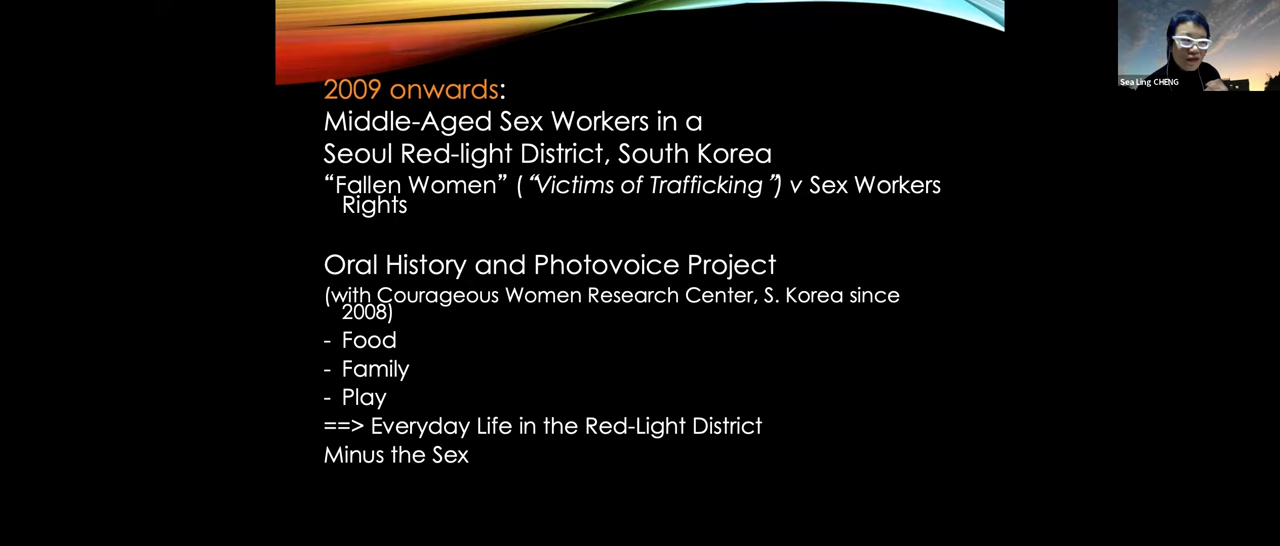 2009 onwards:
Middle-Aged Sex Workers in a
Seoul Red-light District, South Korea
“Fallen Women” (“Victims of Trafficking”) v Sex Workers
Rights
Oral History and Photovoice Project
(with Courageous Women Research Center, S. Korea since
2008)
- Food
- Family
- Play
==> Everyday Life in the Red-Light District
Minus the Sex
Sea Ling CHENG